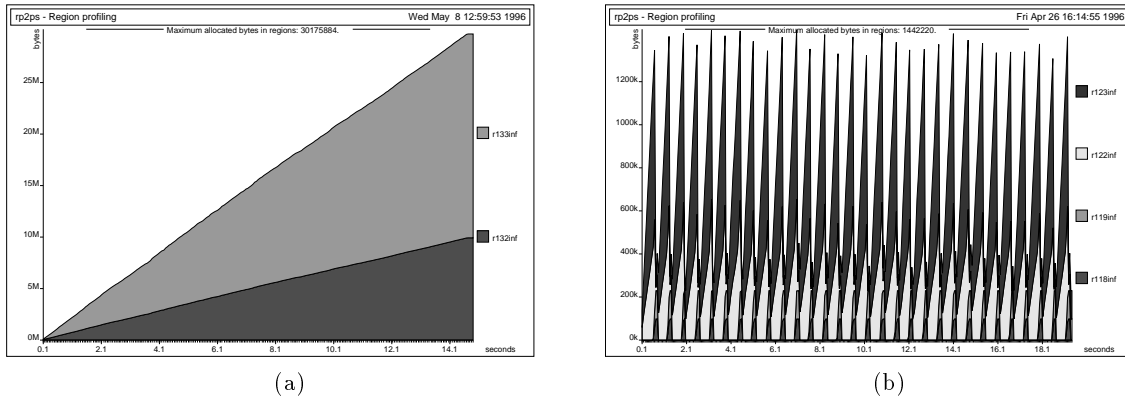 rp2ps - Region profiling Wed May 8 12:59:53 1996
Maximum allocated bytes in regions: 30175884.
bytes
25M
20M
15M
10M
5M
0M
0.1 2.1 4.1 6.1 8.1 10.1 12.1 14.1 seconds
r133inf
r132inf
(a)
rp2ps - Region profiling Fri Apr 26 16:14:55 1996
Maximum allocated bytes in regions: 1442220.
bytes
1200k
1000k
800k
600k
400k
200k
0k
0.1 2.1 4.1 6.1 8.1 10.1 12.1 14.1 16.1 18.1 seconds
r123inf
r122inf
r119inf
r118inf
(b)